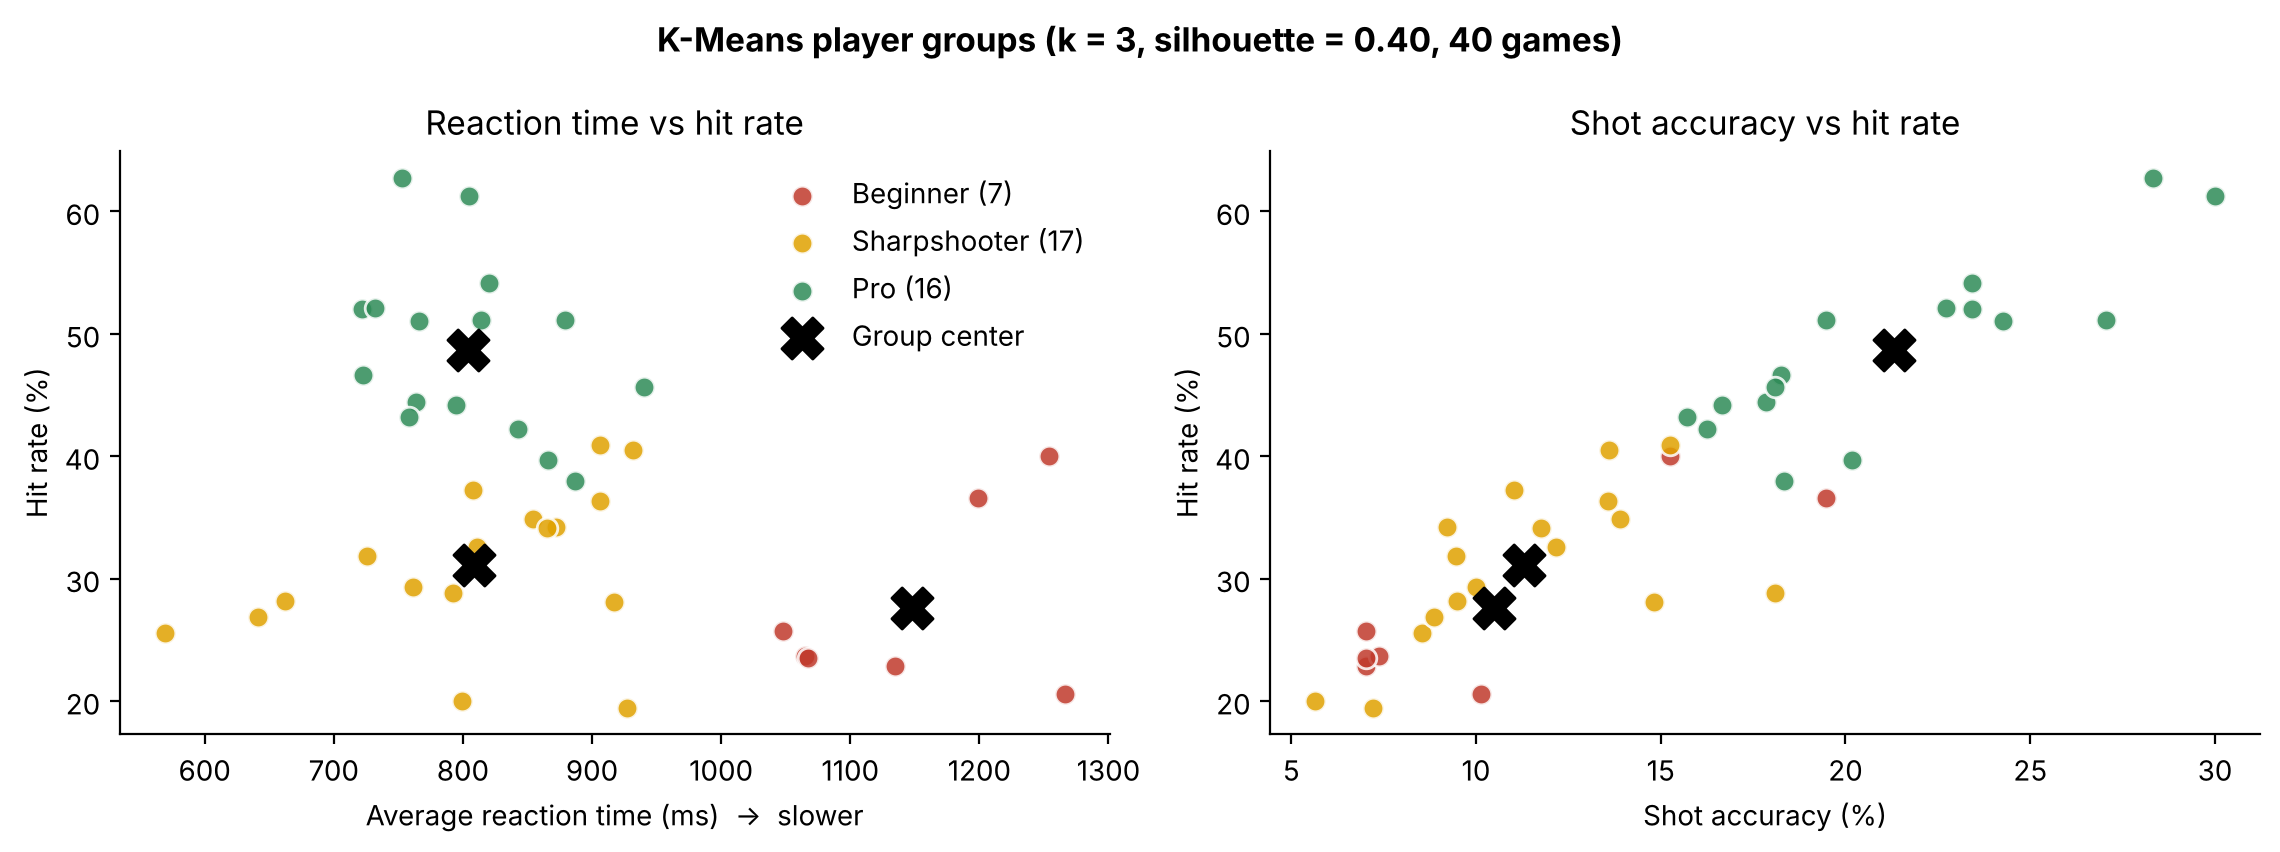 K-Means player groups (k = 3, silhouette = 0.40, 40 games)
Reaction time vs hit rate
Hit rate (%)
60
50
40
30
20
Beginner (7)
Sharpshooter (17)
Pro (16)
Group center
600 700 800 900 1000 1100 1200 1300
Average reaction time (ms) → slower
Shot accuracy vs hit rate
Hit rate (%)
60
50
40
30
20
5 10 15 20 25 30
Shot accuracy (%)